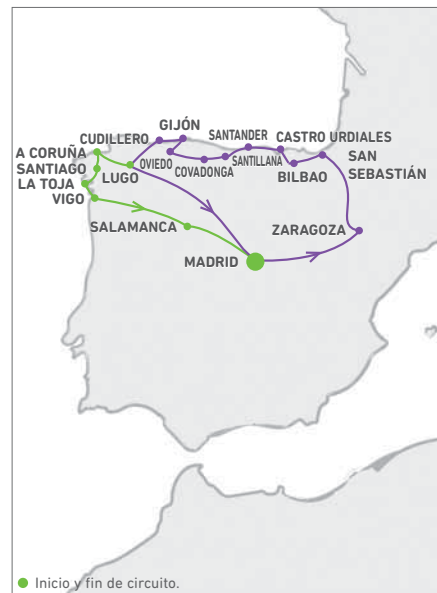 GIJÓN
CUDILLERO
SANTANDER
CASTRO URDIALES
A CORUÑA
OVIEDO
SANTILLANA
SAN
SEBASTIÁN
SANTIAGO
LUGO
COVADONGA
BILBAO
LA TOJA
VIGO
SALAMANCA
ZARAGOZA
MADRID
Inicio y fin de circuito.